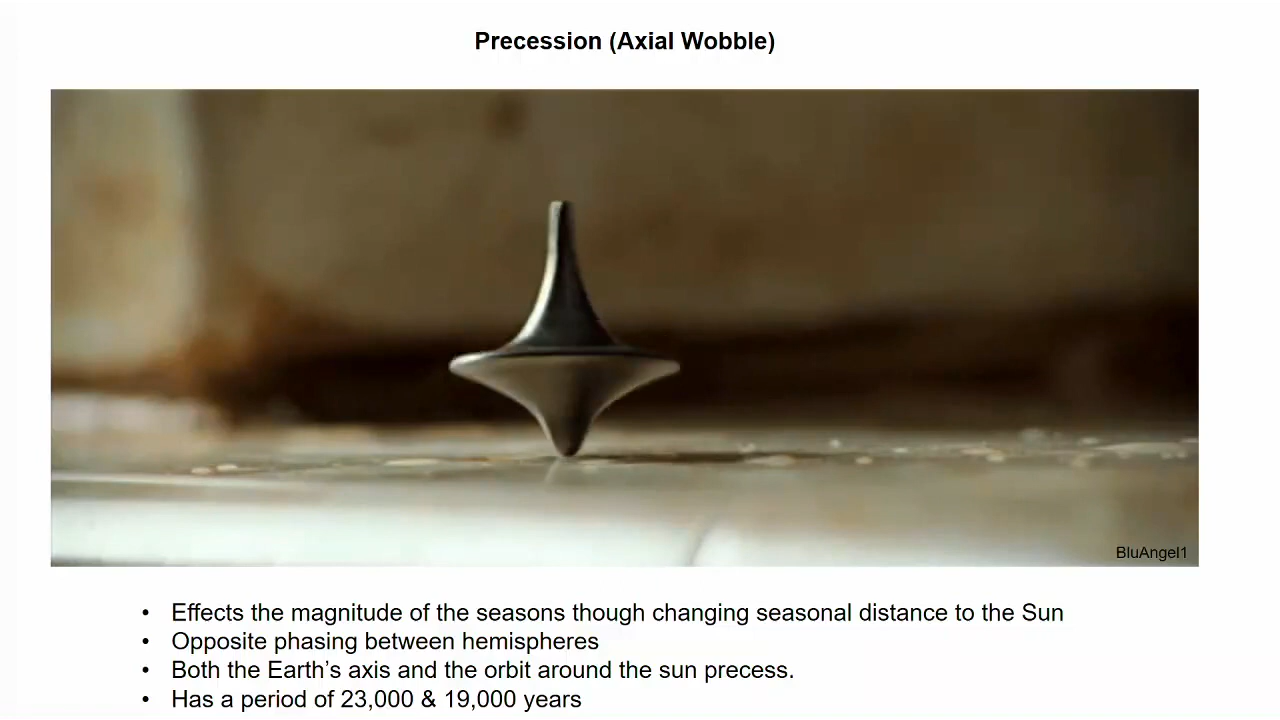 Precession (Axial Wobble)
BluAngel1
• Effects the magnitude of the seasons though changing seasonal distance to the Sun
• Opposite phasing between hemispheres
• Both the Earth’s axis and the orbit around the sun precess.
• Has a period of 23,000 & 19,000 years